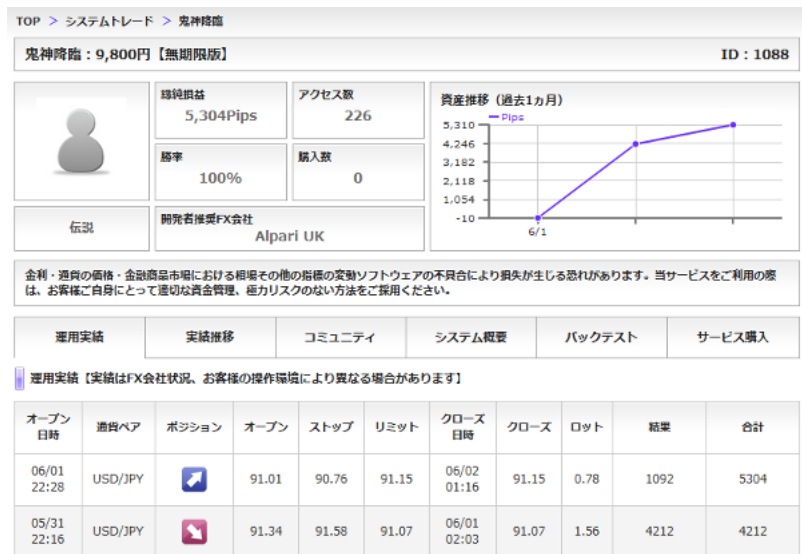 TOP > システムトレード > 鬼神降臨
鬼神降臨：9,800円【無期限版】 ID：1088
総純損益
5,304Pips
アクセス数
226
勝率
100%
購入数
0
伝説
開発者推奨FX会社
Alpari UK
資産推移（過去1ヵ月）
Pips
5,310
4,246
3,182
2,118
1,054
-10
6/1
金利・通貨の価格・金融商品市場における相場その他の指標の変動ソフトウェアの不具合により損失が生じる恐れがあります。当サービスをご利用の際
は、お客様ご自身にとって適切な資金管理、極力リスクのない方法をご採用ください。
運用実績 実績推移 コミュニティ システム概要 バックテスト サービス購入
運用実績【実績はFX会社状況、お客様の操作環境により異なる場合があります】
オープン日時 通貨ペア ポジション オープン ストップ リミット クローズ日時 クローズ ロット 結果 合計
06/01 22:28 USD/JPY 91.01 90.76 91.15 06/02 01:16 91.15 0.78 1092 5304
05/31 22:16 USD/JPY 91.34 91.58 91.07 06/01 02:03 91.07 1.56 4212 4212